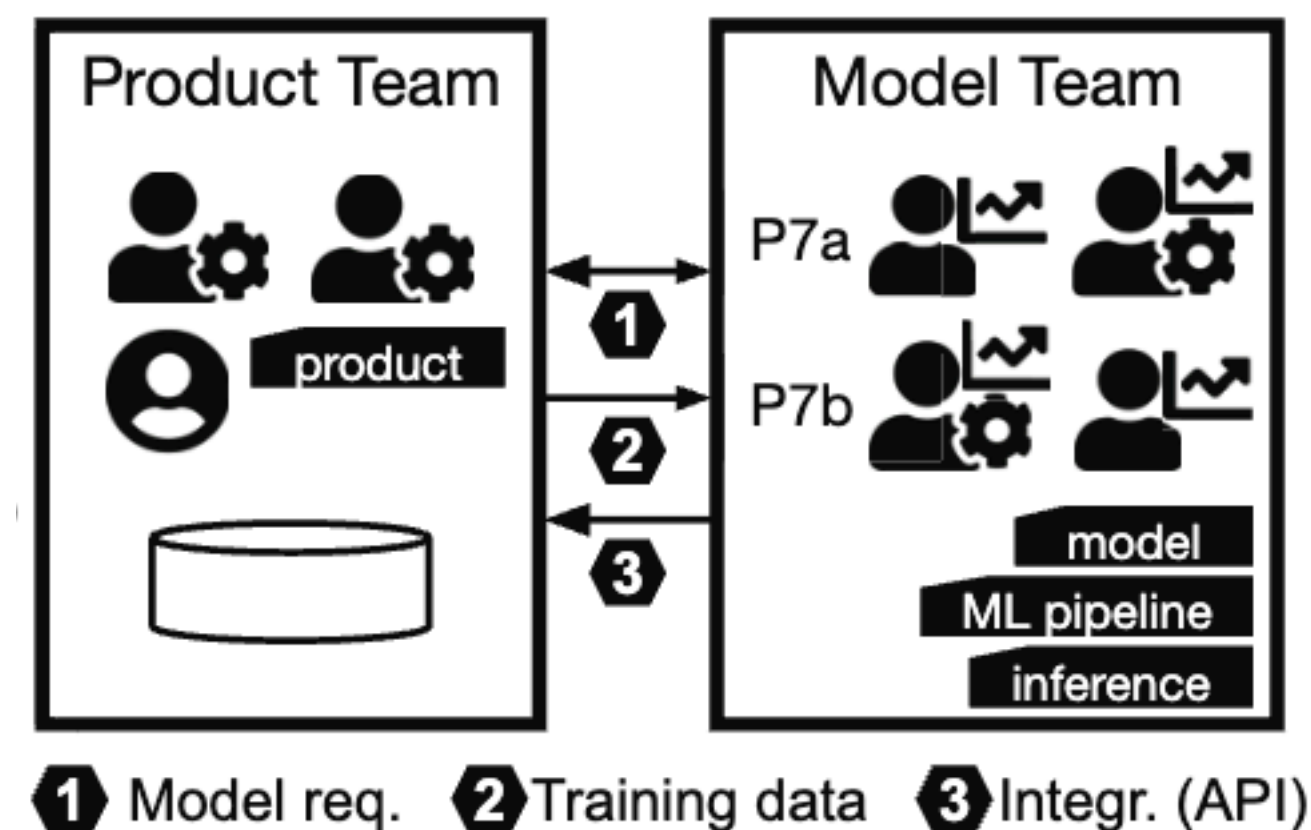 Product Team
product
1
2
3
Model Team
P7a
P7b
model
ML pipeline
inference
1 Model req. 2 Training data 3 Integr. (API)